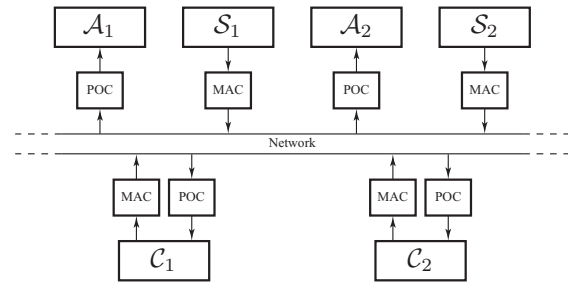 𝒜₁ 𝒮₁ 𝒜₂ 𝒮₂
POC MAC POC MAC
Network
MAC POC MAC POC
𝒞₁ 𝒞₂